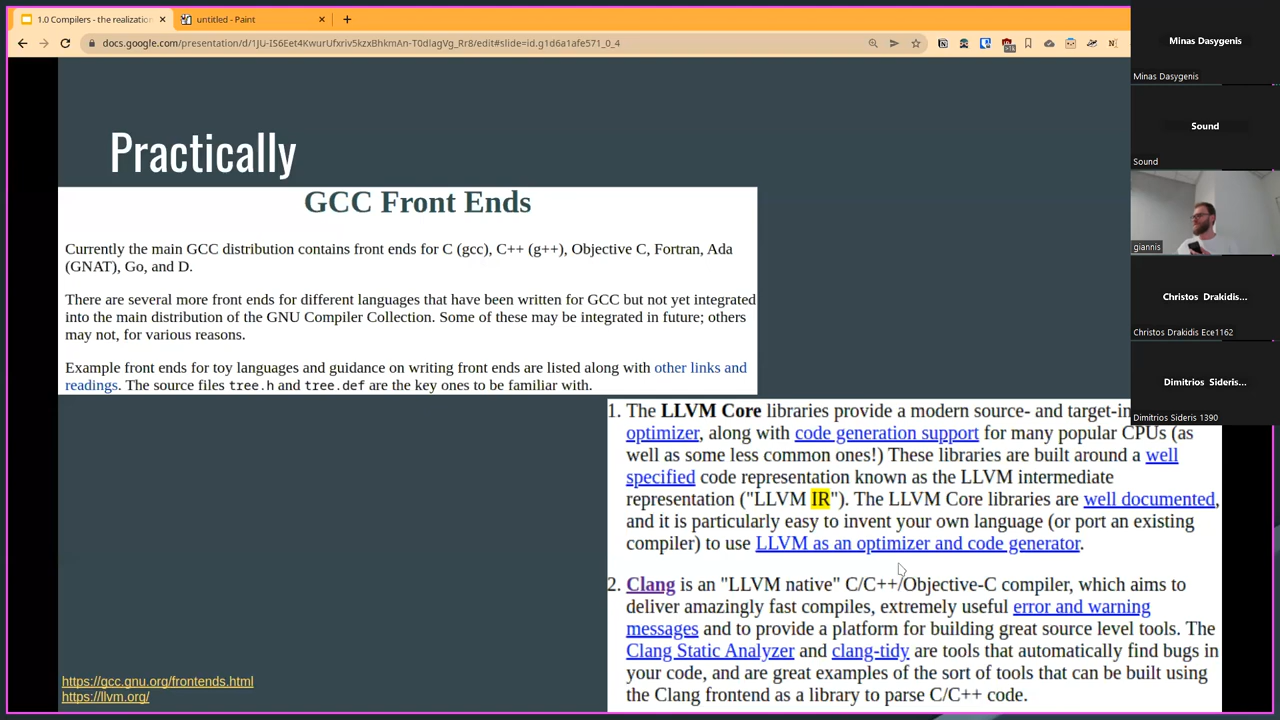 1.0 Compilers - the realization
untitled - Paint
docs.google.com/presentation/d/1JU-IS6Eet4KwurUfxriv5kzxBhkmAn-T0dlagVg_Rr8/edit#slide=id.g1d6a1afe571_0_4
Practically
GCC Front Ends
Currently the main GCC distribution contains front ends for C (gcc), C++ (g++), Objective C, Fortran, Ada
(GNAT), Go, and D.
There are several more front ends for different languages that have been written for GCC but not yet integrated
into the main distribution of the GNU Compiler Collection. Some of these may be integrated in future; others
may not, for various reasons.
Example front ends for toy languages and guidance on writing front ends are listed along with other links and
readings. The source files tree.h and tree.def are the key ones to be familiar with.
1. The LLVM Core libraries provide a modern source- and target-in
optimizer, along with code generation support for many popular CPUs (as
well as some less common ones!) These libraries are built around a well
specified code representation known as the LLVM intermediate
representation ("LLVM IR"). The LLVM Core libraries are well documented,
and it is particularly easy to invent your own language (or port an existing
compiler) to use LLVM as an optimizer and code generator.
2. Clang is an "LLVM native" C/C++/Objective-C compiler, which aims to
deliver amazingly fast compiles, extremely useful error and warning
messages and to provide a platform for building great source level tools. The
Clang Static Analyzer and clang-tidy are tools that automatically find bugs in
your code, and are great examples of the sort of tools that can be built using
the Clang frontend as a library to parse C/C++ code.
https://gcc.gnu.org/frontends.html
https://llvm.org/
Minas Dasygenis
Minas Dasygenis
Sound
Sound
giannis
Christos Drakidis...
Christos Drakidis Ece1162
Dimitrios Sideris...
Dimitrios Sideris 1390